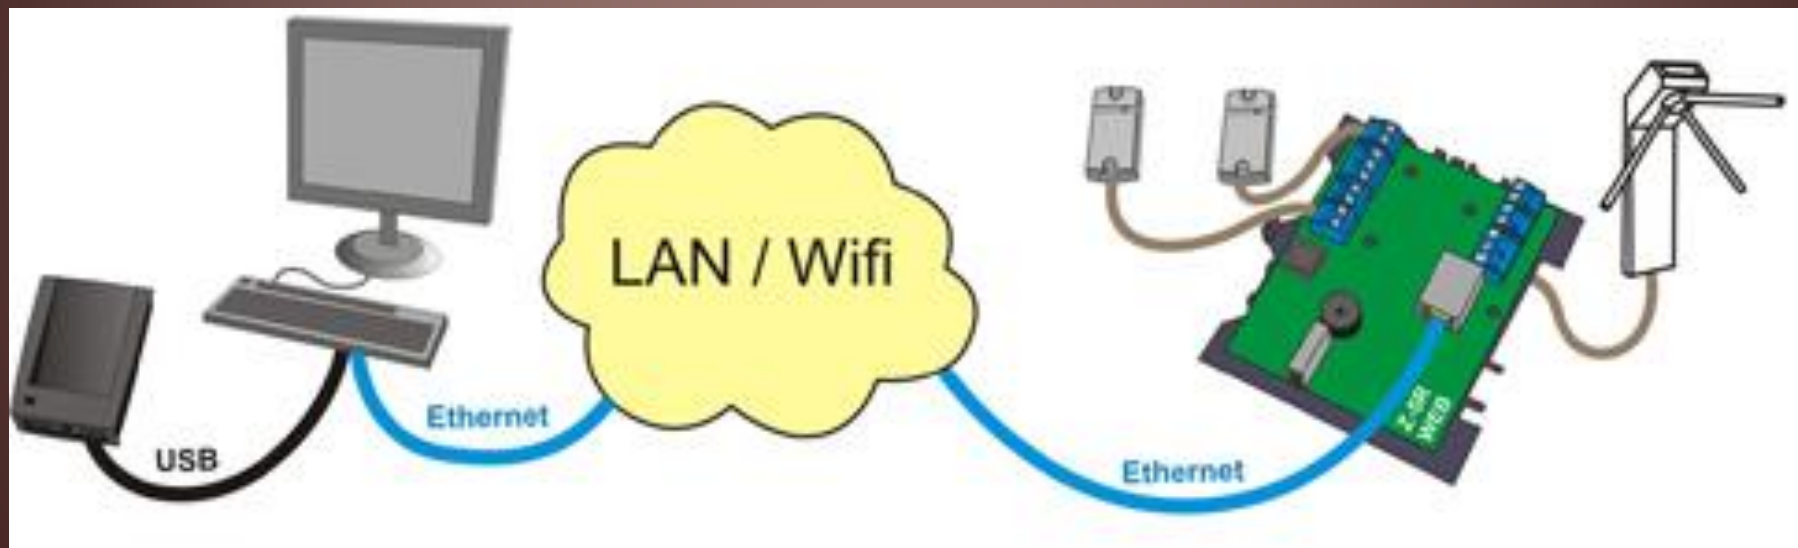 LAN / Wifi
Ethernet
USB
Ethernet
Z-5R
WEB